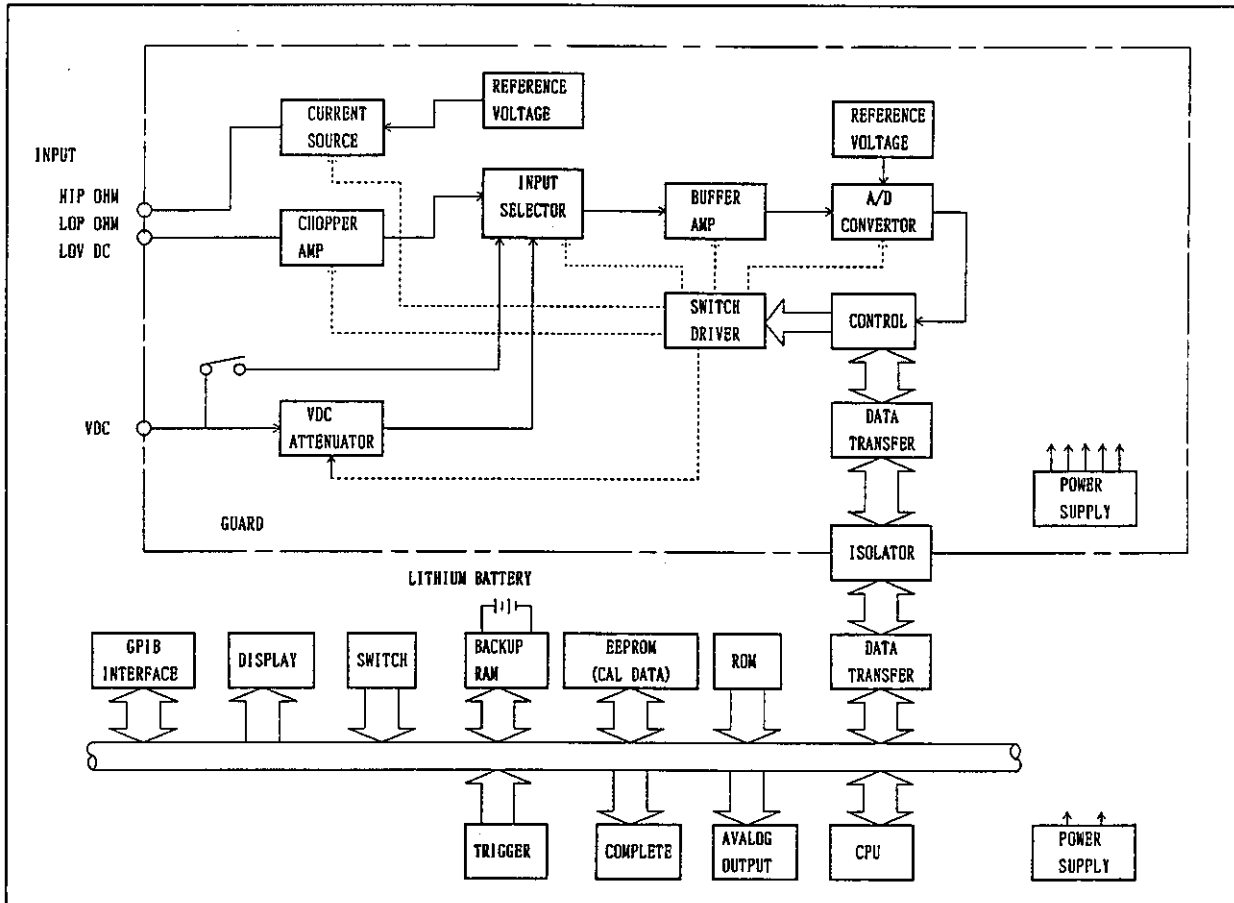 REFERENCE
VOLTAGE
CURRENT
SOURCE
REFERENCE
VOLTAGE
INPUT
HIP OHM
LOP OHM
LOV DC
INPUT
SELECTOR
BUFFER
AMP
A/D
CONVERTOR
CHOPPER
AMP
SWITCH
DRIVER
CONTROL
VDC
VDC
ATTENUATOR
DATA
TRANSFER
POWER
SUPPLY
GUARD
ISOLATOR
LITHIUM BATTERY
GPIB
INTERFACE
DISPLAY
SWITCH
BACKUP
RAM
EEPROM
(CAL DATA)
ROM
DATA
TRANSFER
TRIGGER
COMPLETE
AVALOG
OUTPUT
CPU
POWER
SUPPLY